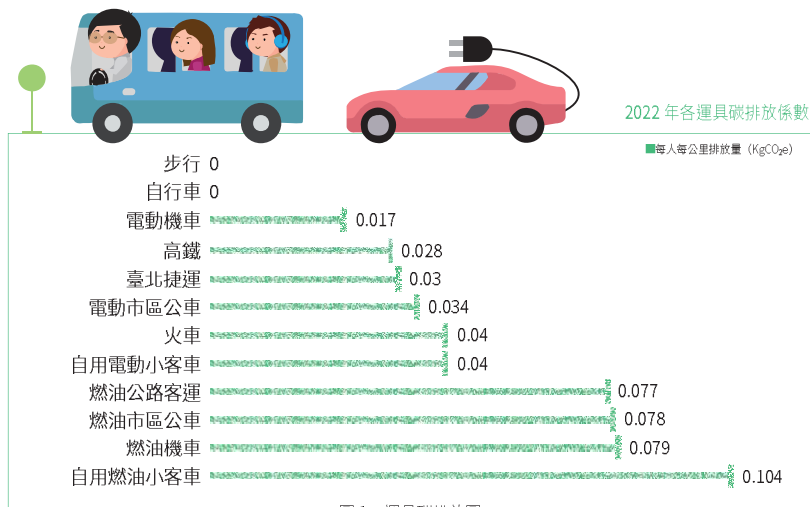 2022 年各運具碳排放係數
每人每公里排放量（KgCO₂e）
步行 0
自行車 0
電動機車 0.017
高鐵 0.028
臺北捷運 0.03
電動市區公車 0.034
火車 0.04
自用電動小客車 0.04
燃油公路客運 0.077
燃油市區公車 0.078
燃油機車 0.079
自用燃油小客車 0.104